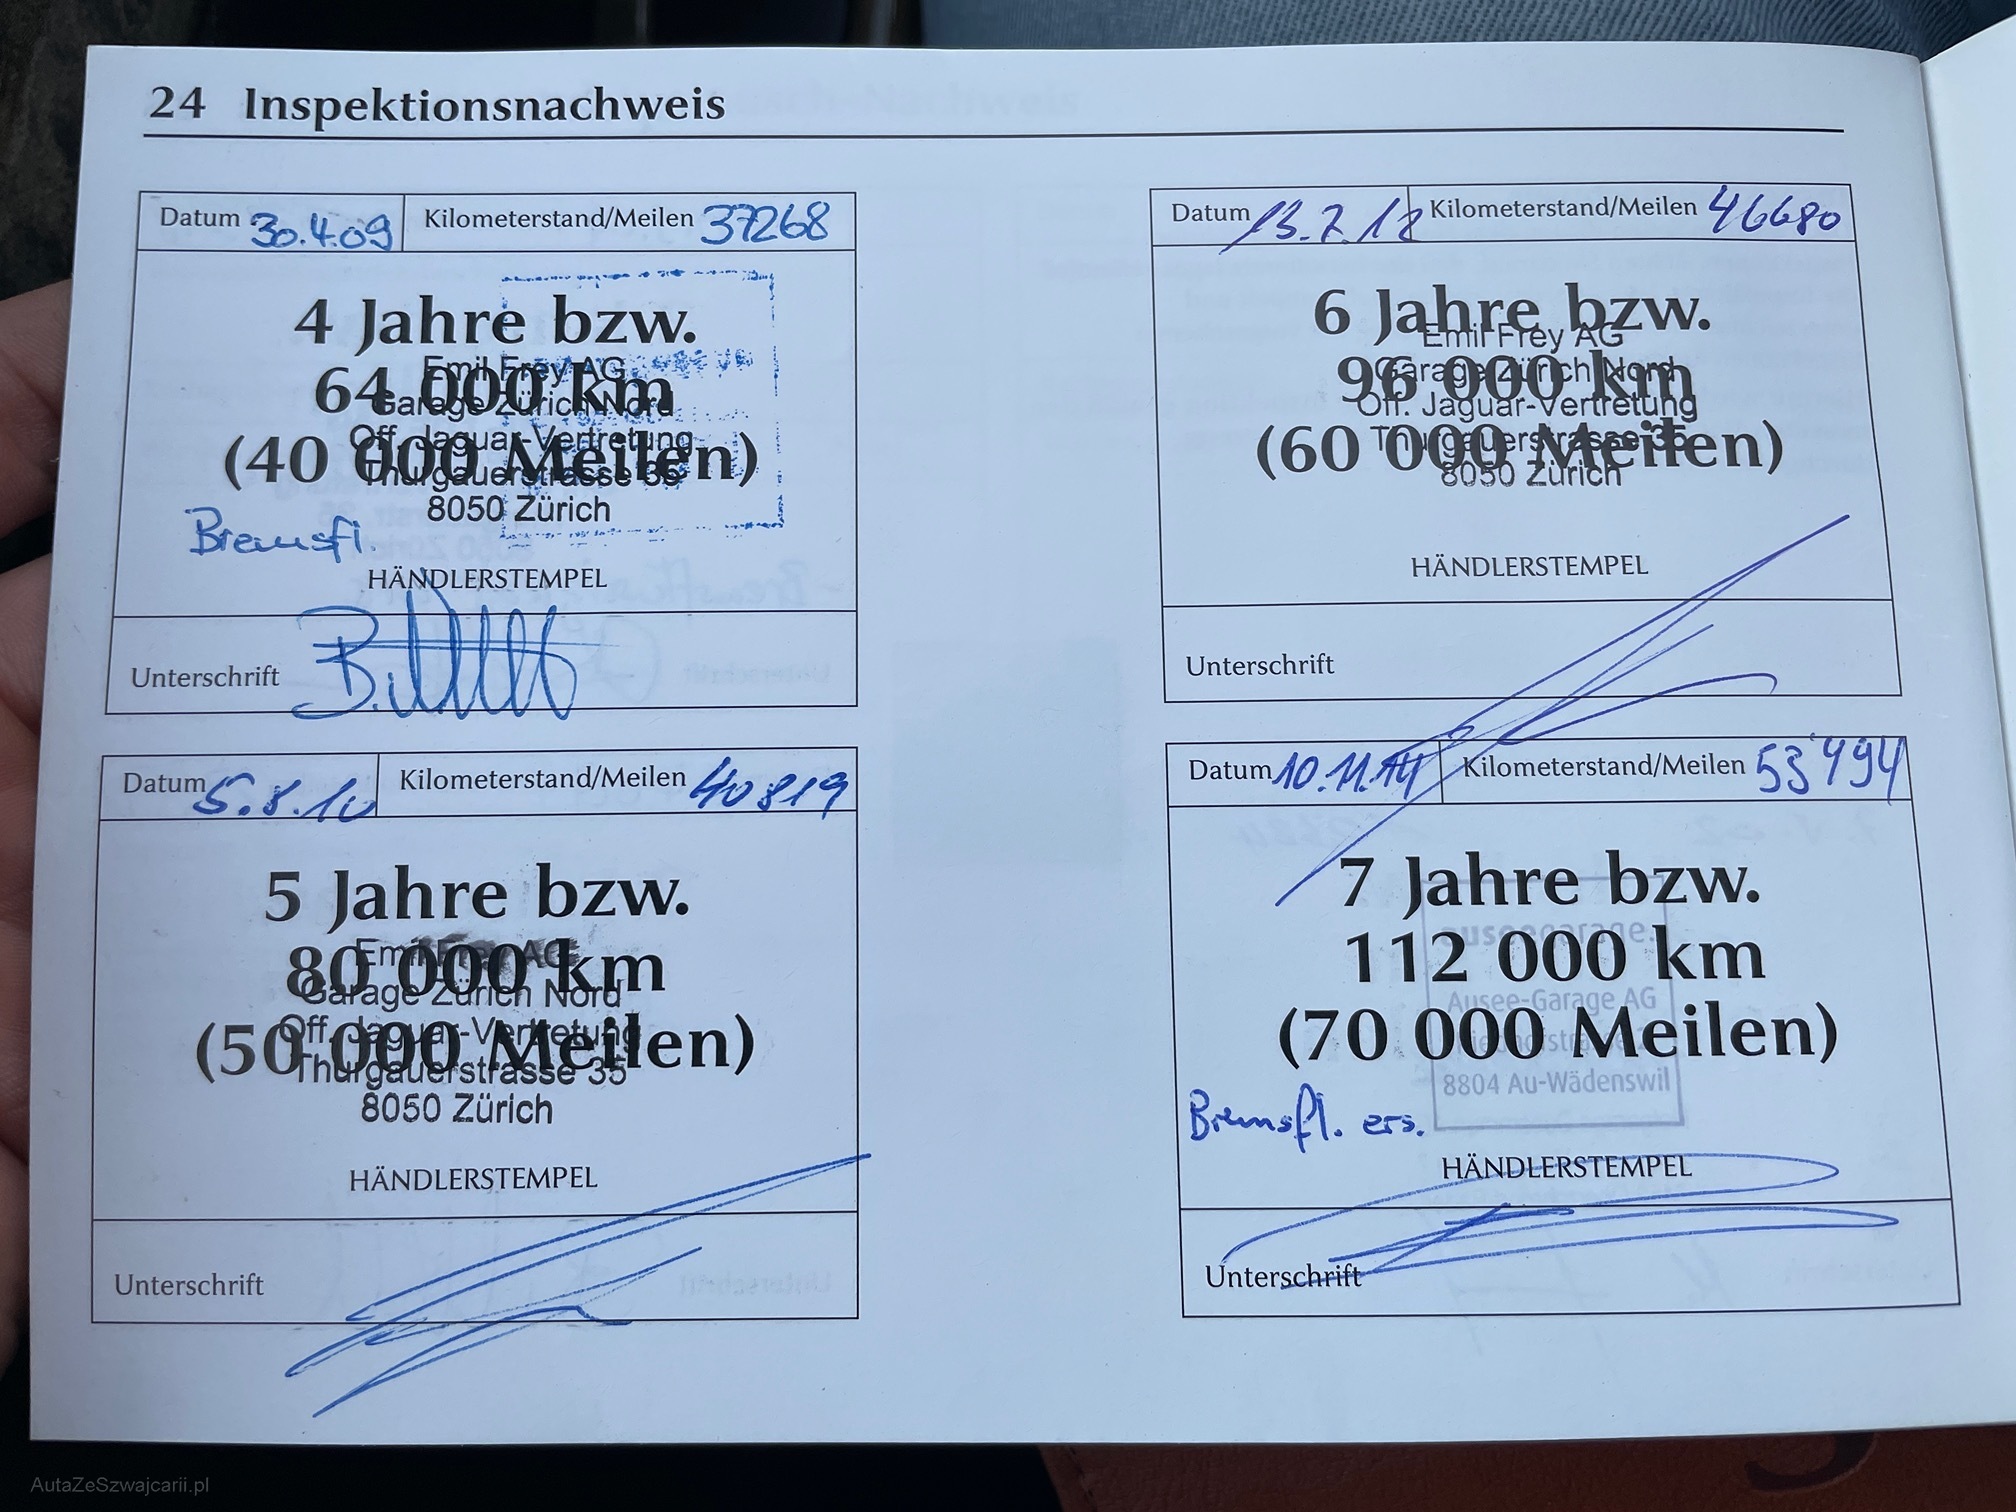 24 Inspektionsnachweis
Datum 30.4.09 Kilometerstand/Meilen 37268
4 Jahre bzw.
64 000 km
(40 000 Meilen)
Emil Frey AG
Garage Zürich Nord
Off. Jaguar-Vertretung
Thurgauerstrasse 35
8050 Zürich
Bremsfl.
HÄNDLERSTEMPEL
Unterschrift
Datum 5.8.10 Kilometerstand/Meilen 40819
5 Jahre bzw.
80 000 km
(50 000 Meilen)
Emil Frey AG
Garage Zürich Nord
Off. Jaguar-Vertretung
Thurgauerstrasse 35
8050 Zürich
HÄNDLERSTEMPEL
Unterschrift
Datum 13.7.12 Kilometerstand/Meilen 46680
6 Jahre bzw.
96 000 km
(60 000 Meilen)
Emil Frey AG
Garage Zürich Nord
Off. Jaguar-Vertretung
Thurgauerstrasse 35
8050 Zürich
HÄNDLERSTEMPEL
Unterschrift
Datum 10.11.14 Kilometerstand/Meilen 53'494
7 Jahre bzw.
112 000 km
(70 000 Meilen)
auseegarage.
Ausee-Garage AG
8804 Au-Wädenswil
Bremsfl. ers.
HÄNDLERSTEMPEL
Unterschrift
AutaZeSzwajcarii.pl